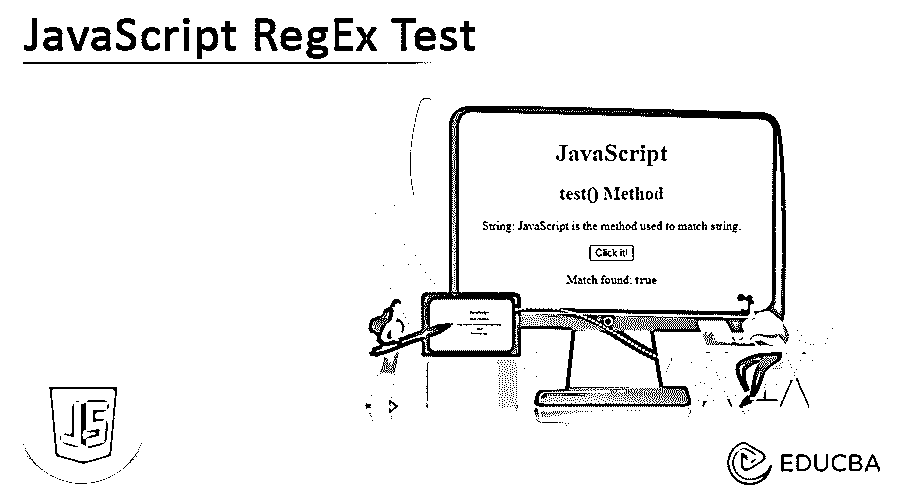 JavaScript RegEx Test
JavaScript
test() Method
String: JavaScript is the method used to match string.
Click it!
Match found: true
JS
EDUCBA